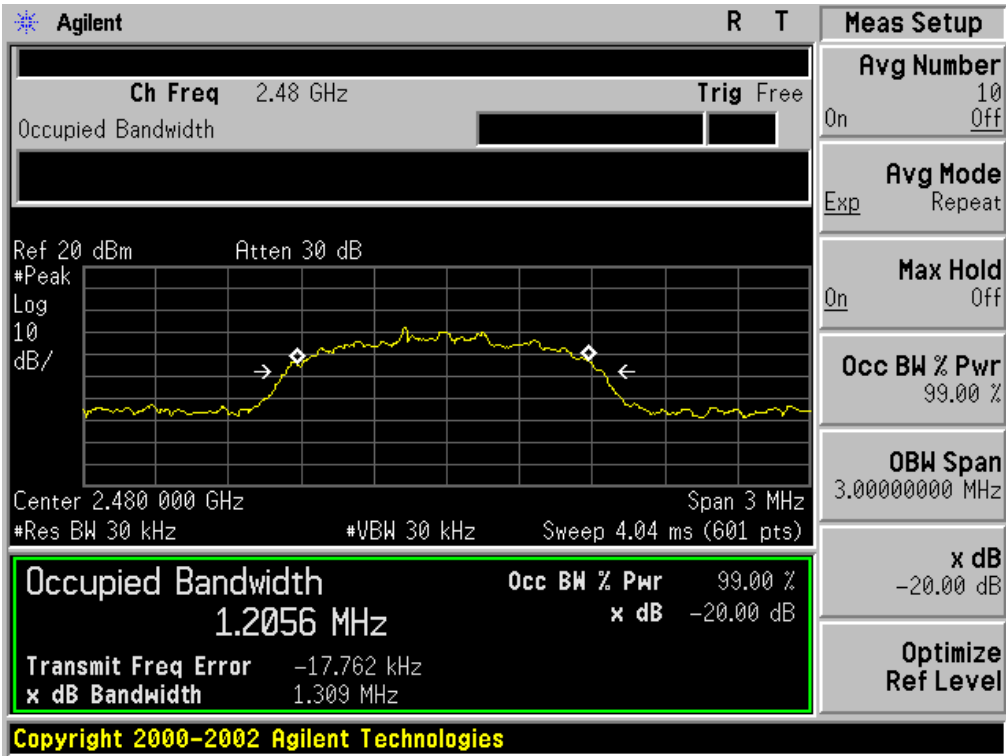 Agilent R T
Ch Freq 2.48 GHz Trig Free
Occupied Bandwidth
Ref 20 dBm Atten 30 dB
#Peak
Log
10
dB/
Center 2.480 000 GHz Span 3 MHz
#Res BW 30 kHz #VBW 30 kHz Sweep 4.04 ms (601 pts)
Occupied Bandwidth Occ BW % Pwr 99.00 %
1.2056 MHz x dB -20.00 dB
Transmit Freq Error -17.762 kHz
x dB Bandwidth 1.309 MHz
Copyright 2000-2002 Agilent Technologies
Meas Setup
Avg Number
10
On Off
Avg Mode
Exp Repeat
Max Hold
On Off
Occ BW % Pwr
99.00 %
OBW Span
3.00000000 MHz
x dB
-20.00 dB
Optimize
Ref Level